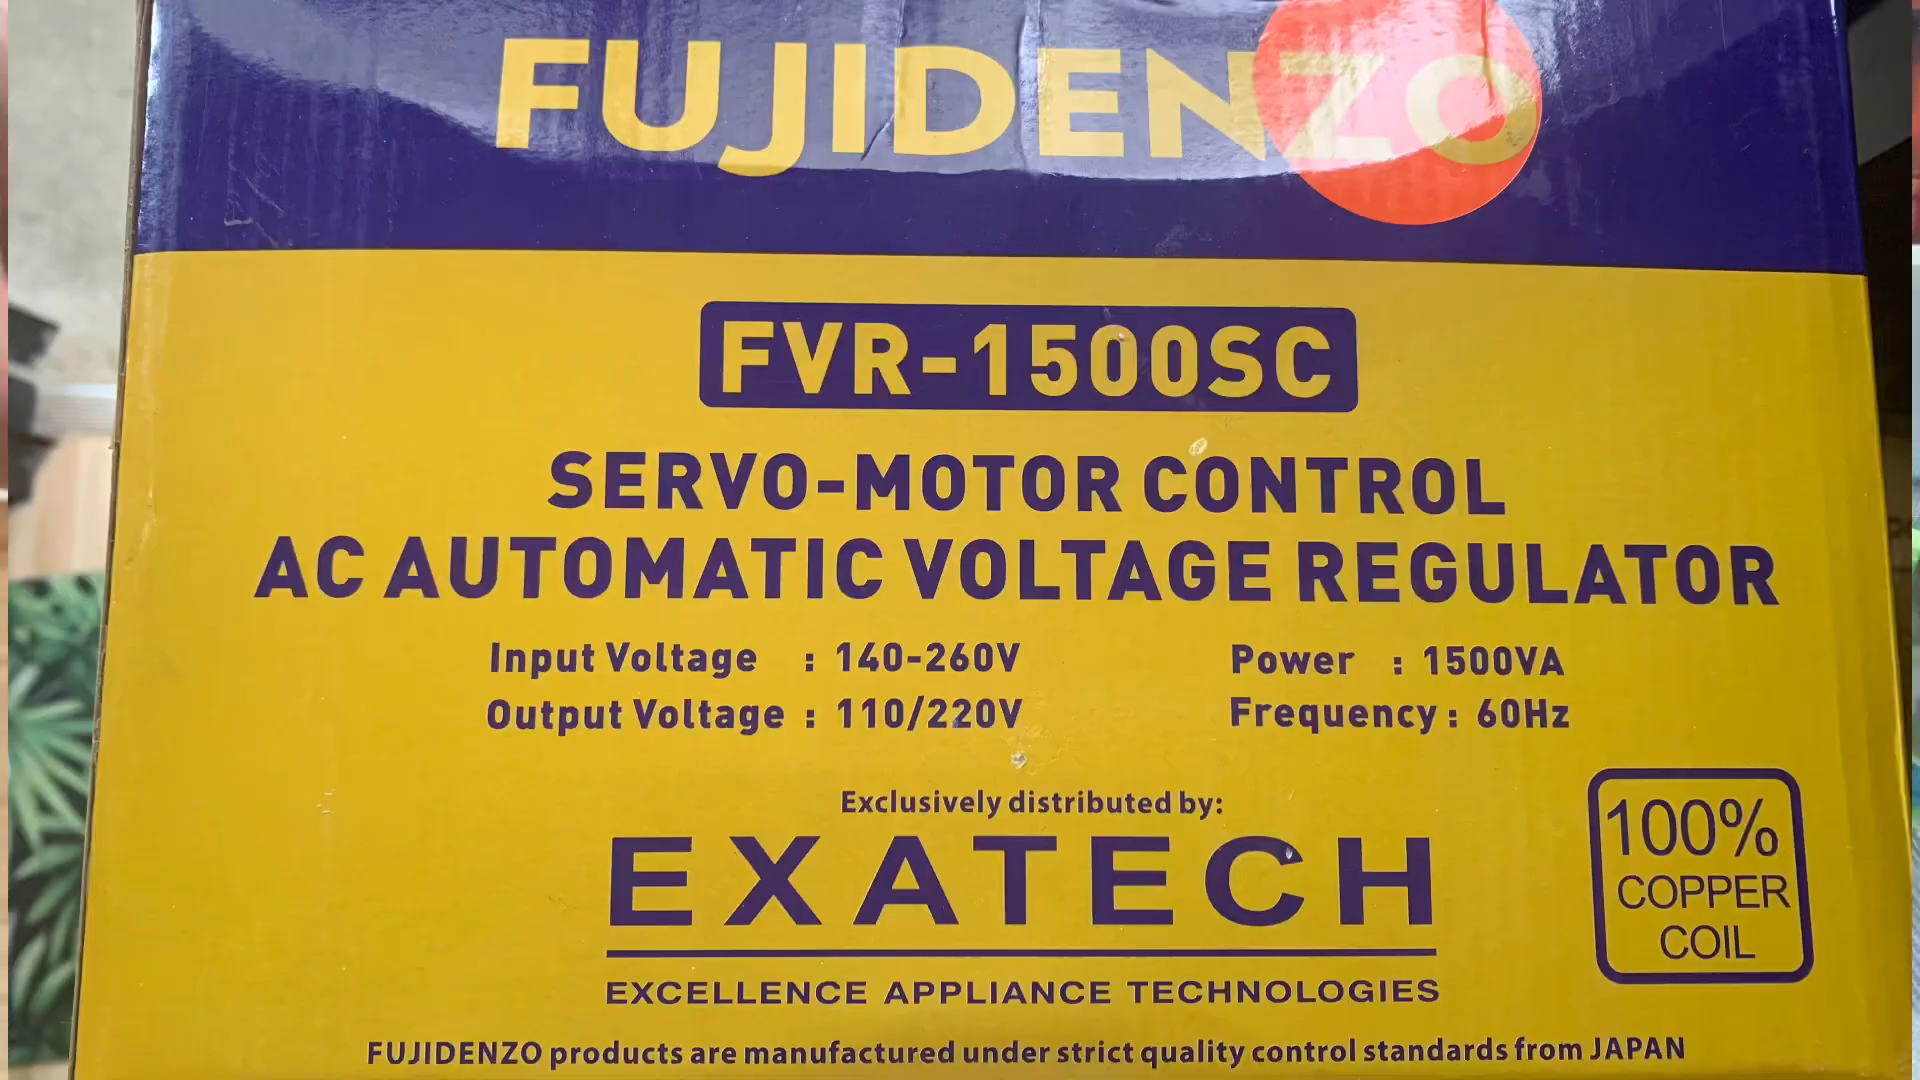 FUJIDENZO
FVR-1500SC
SERVO-MOTOR CONTROL
AC AUTOMATIC VOLTAGE REGULATOR
Input Voltage : 140-260V Power : 1500VA
Output Voltage : 110/220V Frequency : 60Hz
Exclusively distributed by:
EXATECH
EXCELLENCE APPLIANCE TECHNOLOGIES
100%
COPPER
COIL
FUJIDENZO products are manufactured under strict quality control standards from JAPAN